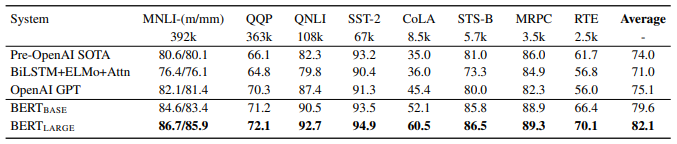 System MNLI-(m/mm) QQP QNLI SST-2 CoLA STS-B MRPC RTE Average
392k 363k 108k 67k 8.5k 5.7k 3.5k 2.5k -
Pre-OpenAI SOTA 80.6/80.1 66.1 82.3 93.2 35.0 81.0 86.0 61.7 74.0
BiLSTM+ELMo+Attn 76.4/76.1 64.8 79.8 90.4 36.0 73.3 84.9 56.8 71.0
OpenAI GPT 82.1/81.4 70.3 87.4 91.3 45.4 80.0 82.3 56.0 75.1
BERTBASE 84.6/83.4 71.2 90.5 93.5 52.1 85.8 88.9 66.4 79.6
BERTLARGE 86.7/85.9 72.1 92.7 94.9 60.5 86.5 89.3 70.1 82.1